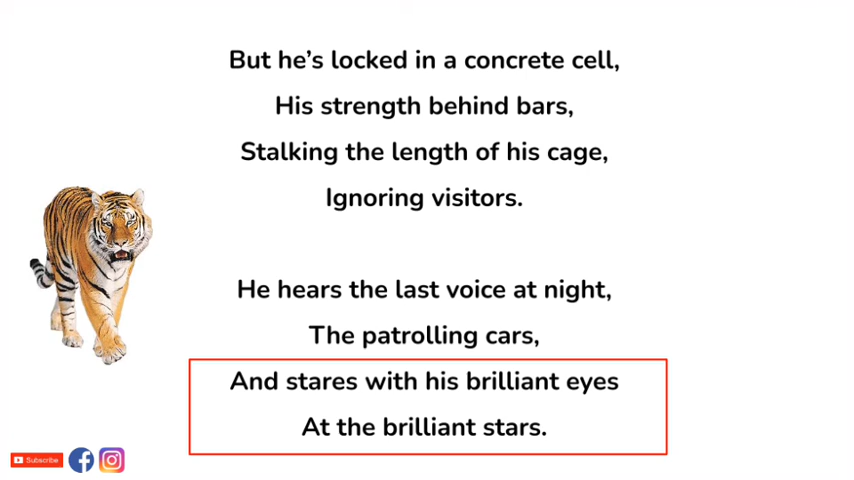 But he's locked in a concrete cell,
His strength behind bars,
Stalking the length of his cage,
Ignoring visitors.
He hears the last voice at night,
The patrolling cars,
And stares with his brilliant eyes
At the brilliant stars.
Subscribe